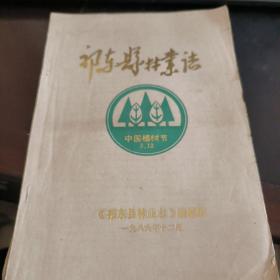 祁东县林业志
中国植树节
3.12
《祁东县林业志》编纂组
一九八六年十二月